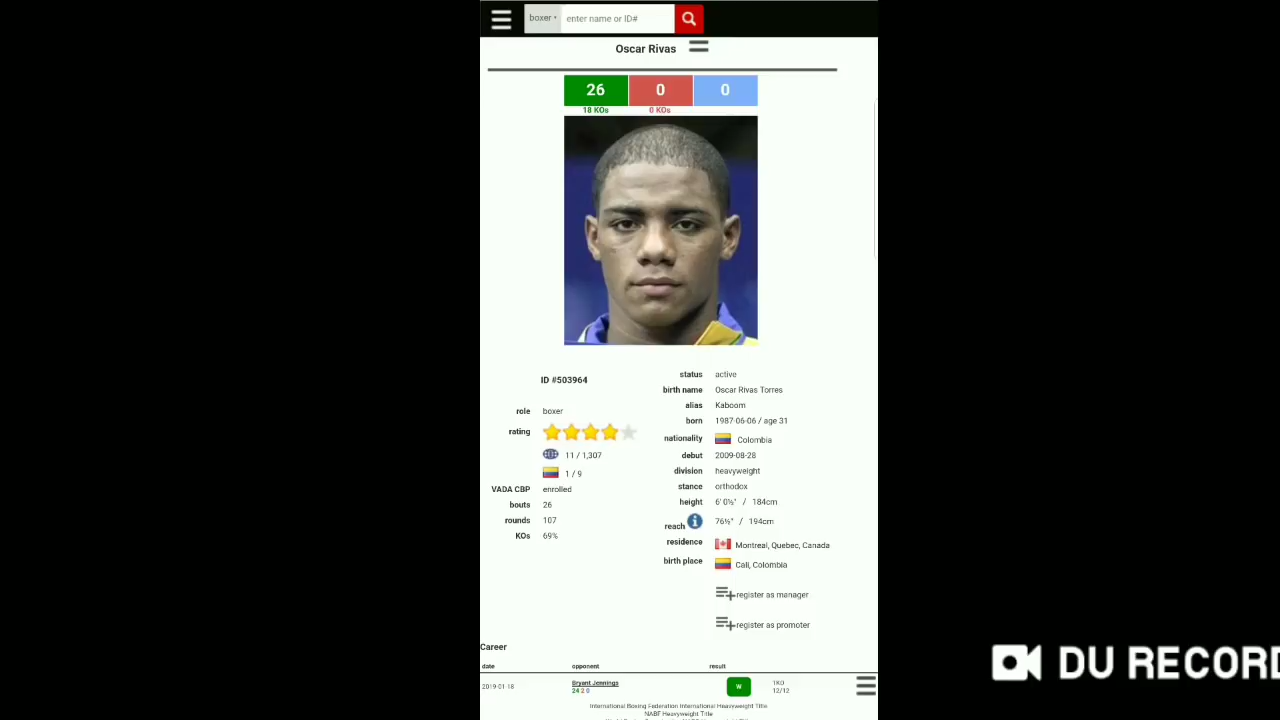 boxer
enter name or ID#
Oscar Rivas
26 0 0
18 KOs 0 KOs
ID #503964
role boxer
rating
11 / 1,307
1 / 9
VADA CBP enrolled
bouts 26
rounds 107
KOs 69%
status active
birth name Oscar Rivas Torres
alias Kaboom
born 1987-06-06 / age 31
nationality Colombia
debut 2009-08-28
division heavyweight
stance orthodox
height 6′ 0½″ / 184cm
reach 76½″ / 194cm
residence Montreal, Quebec, Canada
birth place Cali, Colombia
register as manager
register as promoter
Career
date opponent result
2019-01-18 Bryant Jennings W TKO
24 2 0 12/12
International Boxing Federation International Heavyweight Title
NABF Heavyweight Title
DU RECORD